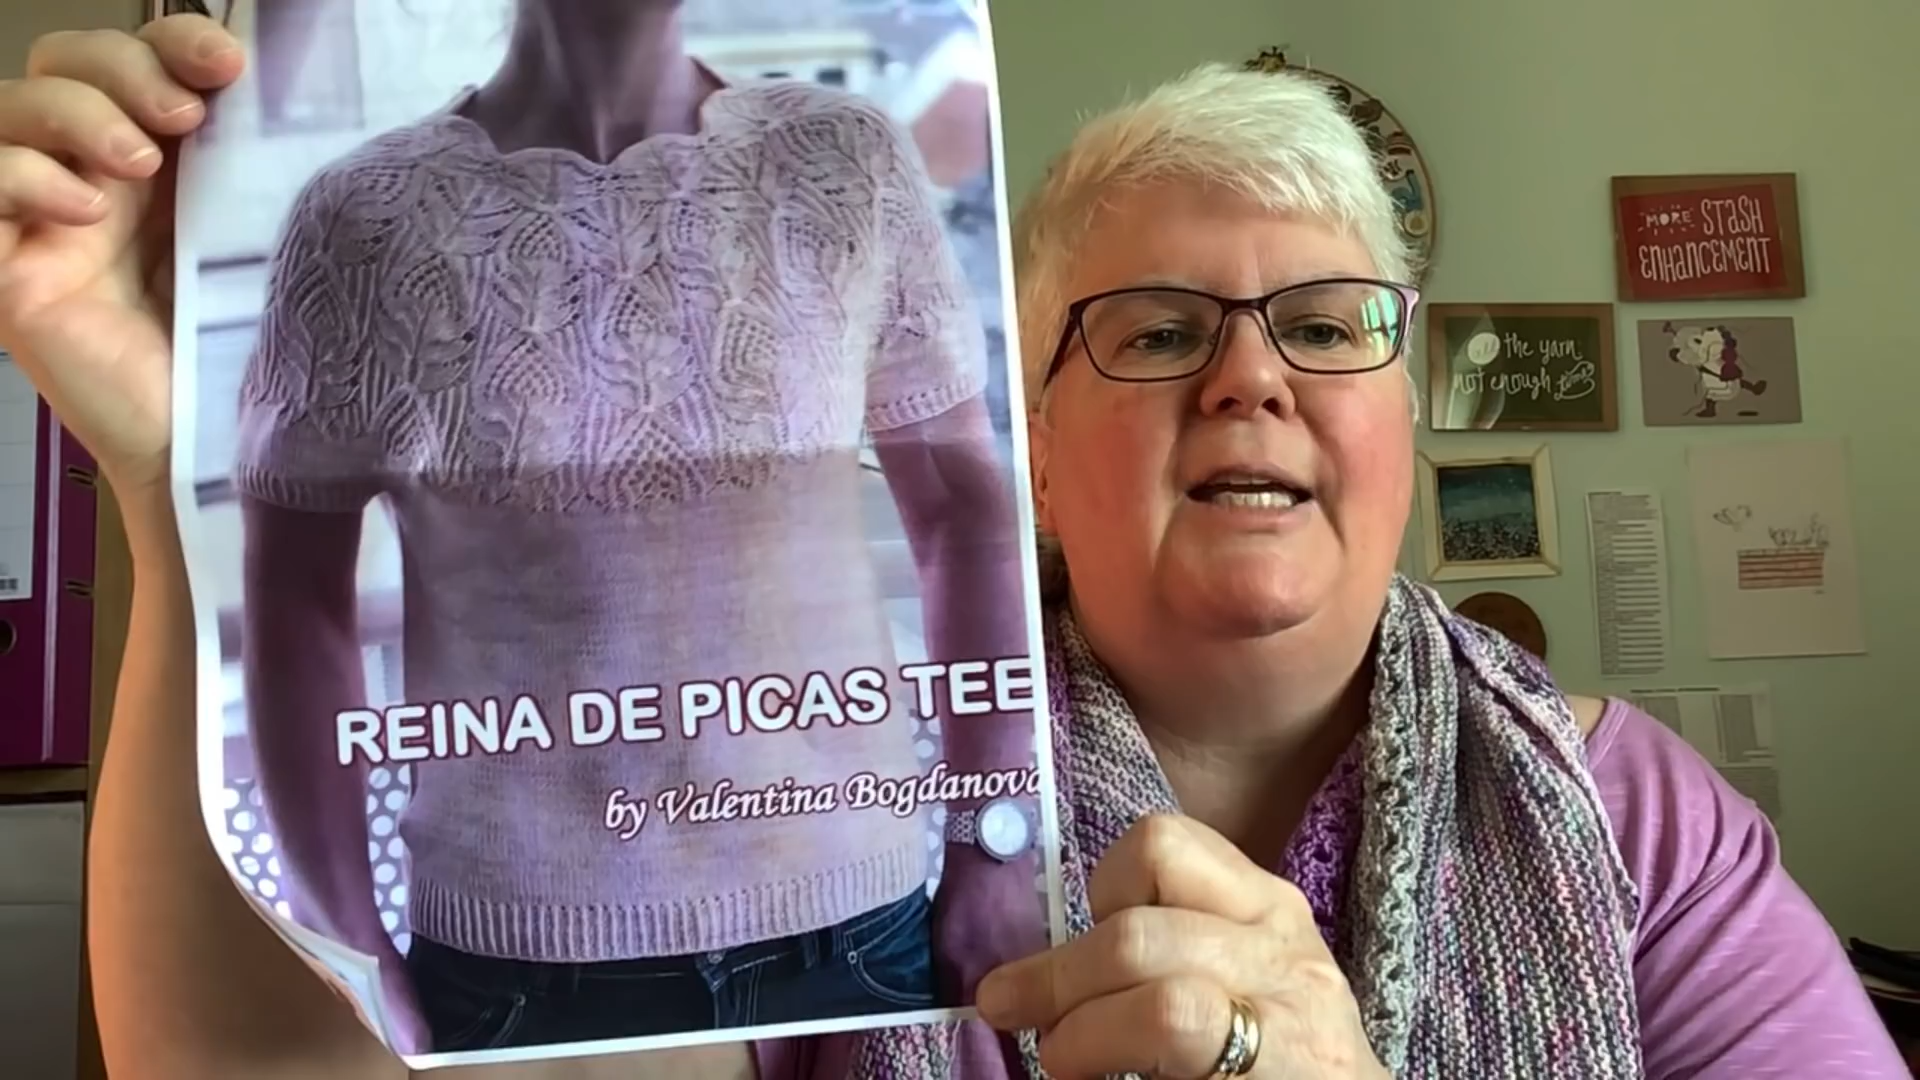 REINA DE PICAS TEE
by Valentina Bogdanova
MORE STASH
ENHANCEMENT
the yarn
not enough